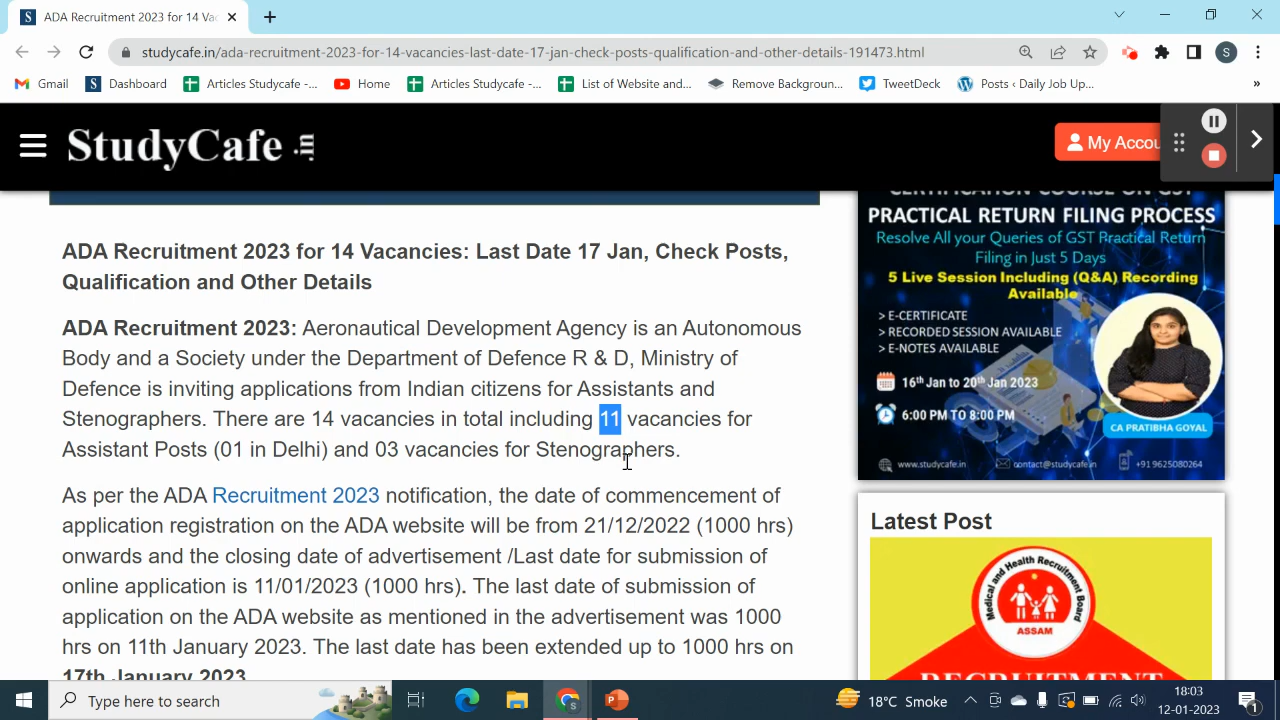 ADA Recruitment 2023 for 14 Vac
studycafe.in/ada-recruitment-2023-for-14-vacancies-last-date-17-jan-check-posts-qualification-and-other-details-191473.html
S
Gmail
Dashboard
Articles Studycafe -...
Home
Articles Studycafe -...
List of Website and...
Remove Backgroun...
TweetDeck
Posts ‹ Daily Job Up...
»
StudyCafe .in
My Accou
CERTIFICATION COURSE ON GST
PRACTICAL RETURN FILING PROCESS
Resolve All your Queries of GST Practical Return
Filing in Just 5 Days
5 Live Session Including (Q&A) Recording
Available
> E-CERTIFICATE
> RECORDED SESSION AVAILABLE
> E-NOTES AVAILABLE
16th Jan to 20th Jan 2023
6:00 PM TO 8:00 PM
CA PRATIBHA GOYAL
www.studycafe.in
contact@studycafe.in
+91 9625080264
ADA Recruitment 2023 for 14 Vacancies: Last Date 17 Jan, Check Posts,
Qualification and Other Details
ADA Recruitment 2023: Aeronautical Development Agency is an Autonomous
Body and a Society under the Department of Defence R & D, Ministry of
Defence is inviting applications from Indian citizens for Assistants and
Stenographers. There are 14 vacancies in total including 11 vacancies for
Assistant Posts (01 in Delhi) and 03 vacancies for Stenographers.
As per the ADA Recruitment 2023 notification, the date of commencement of
application registration on the ADA website will be from 21/12/2022 (1000 hrs)
onwards and the closing date of advertisement /Last date for submission of
online application is 11/01/2023 (1000 hrs). The last date of submission of
application on the ADA website as mentioned in the advertisement was 1000
hrs on 11th January 2023. The last date has been extended up to 1000 hrs on
17th January 2023
Latest Post
Medical and Health Recruitment Board
ASSAM
RECRUITMENT
Type here to search
18°C Smoke
18:03
12-01-2023
1